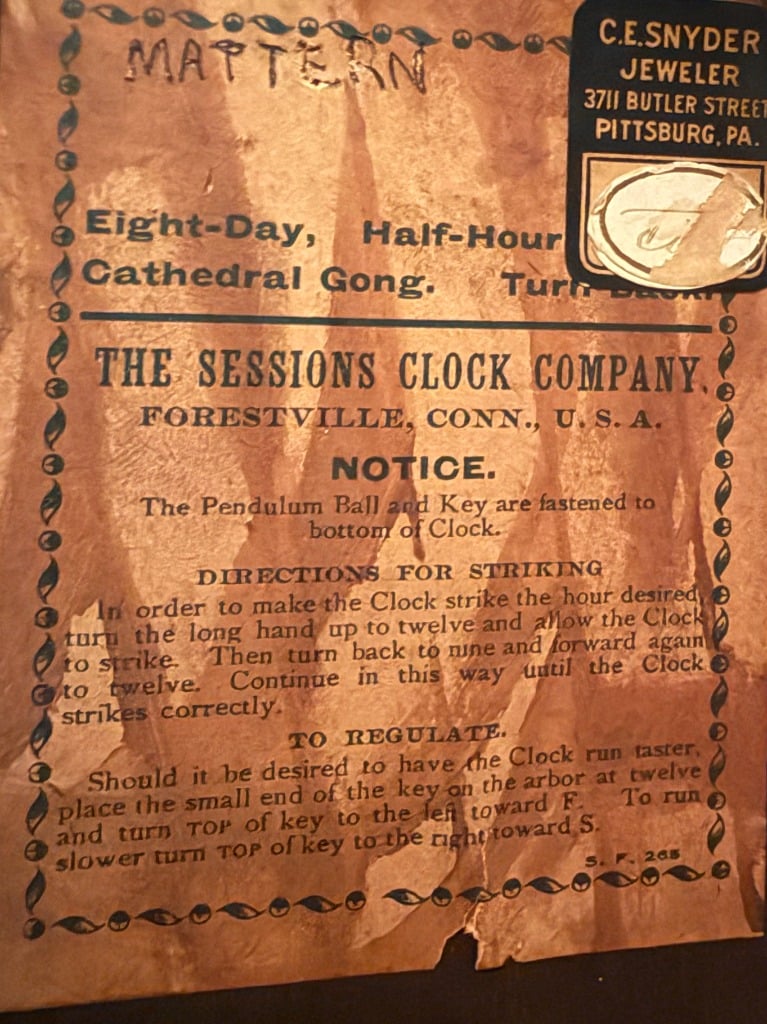 MATTERN
C.E.SNYDER
JEWELER
3711 BUTLER STREET
PITTSBURG, PA.
Eight-Day, Half-Hour
Cathedral Gong. Turn Back.
THE SESSIONS CLOCK COMPANY.
FORESTVILLE, CONN., U. S. A.
NOTICE.
The Pendulum Ball and Key are fastened to
bottom of Clock.
DIRECTIONS FOR STRIKING
In order to make the Clock strike the hour desired,
turn the long hand up to twelve and allow the Clock
to strike. Then turn back to nine and forward again
to twelve. Continue in this way until the Clock
strikes correctly.
TO REGULATE.
Should it be desired to have the Clock run faster,
place the small end of the key on the arbor at twelve
and turn TOP of key to the left toward F. To run
slower turn TOP of key to the right toward S.
S. F. 265